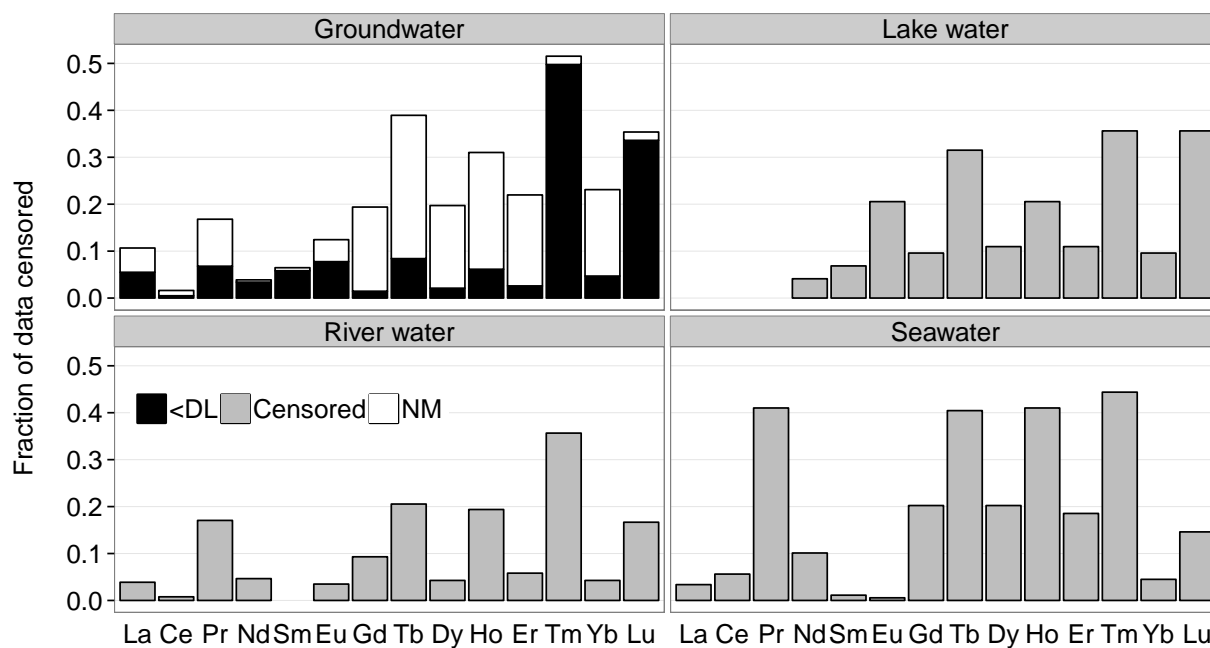 Groundwater
Lake water
0.5
0.4
0.3
0.2
0.1
0.0
River water
Seawater
0.5
0.4
0.3
0.2
0.1
0.0
<DL Censored NM
La Ce Pr Nd Sm Eu Gd Tb Dy Ho Er Tm Yb Lu
La Ce Pr Nd Sm Eu Gd Tb Dy Ho Er Tm Yb Lu
Fraction of data censored